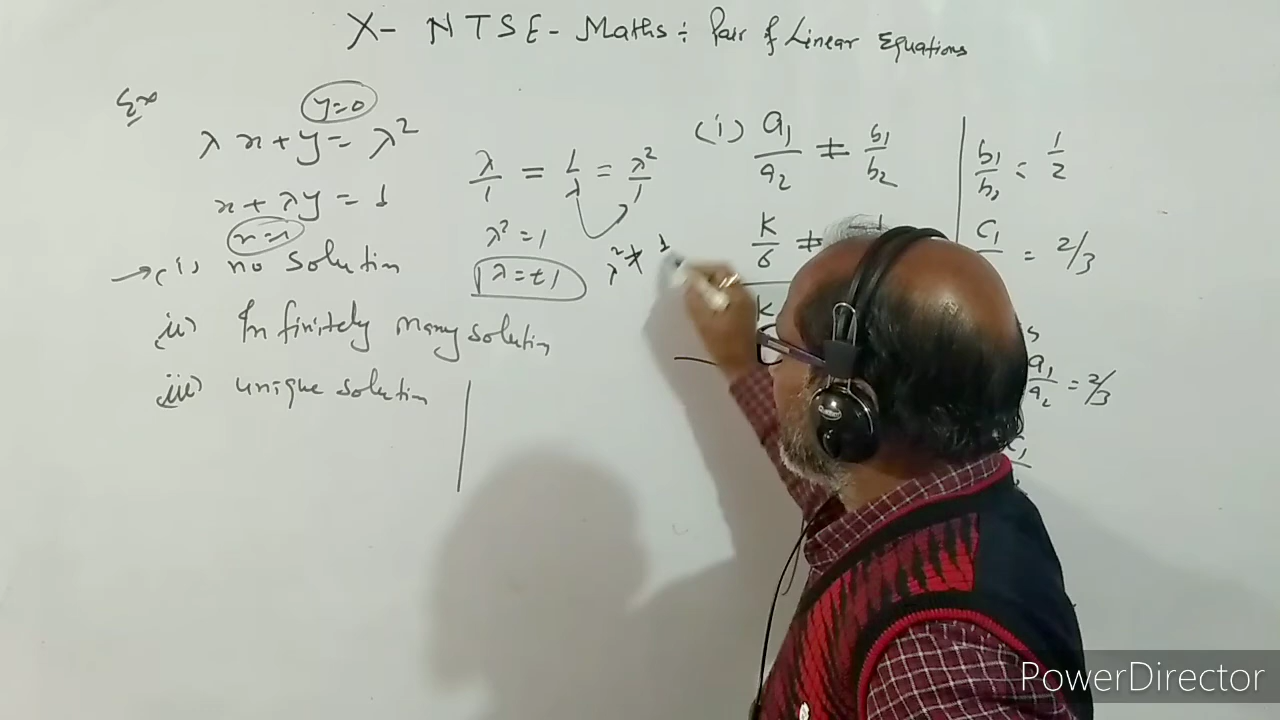 X- NTSE- Maths ÷ Pair of Linear Equations
Ex
y=0
λx+y=λ²
x+λy=1
x=1
→(i) no solution
ii) Infinitely many solution
iii) unique solution
λ/1 = 1/λ = λ²/1
λ²=1
λ=±1
λ² ≠ 1
(i) a₁/a₂ ≠ b₁/b₂
k/6 ≠
k
b₁/b₂ = 1/2
c₁ = 2/3
a₁/a₂ = 2/3
PowerDirector